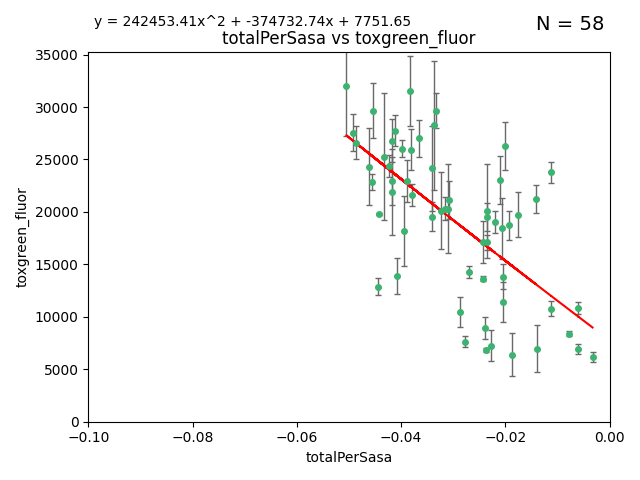 y = 242453.41x^2 + -374732.74x + 7751.65
N = 58
totalPerSasa vs toxgreen_fluor
35000
30000
25000
20000
15000
10000
5000
0
toxgreen_fluor
−0.10
−0.08
−0.06
−0.04
−0.02
0.00
totalPerSasa